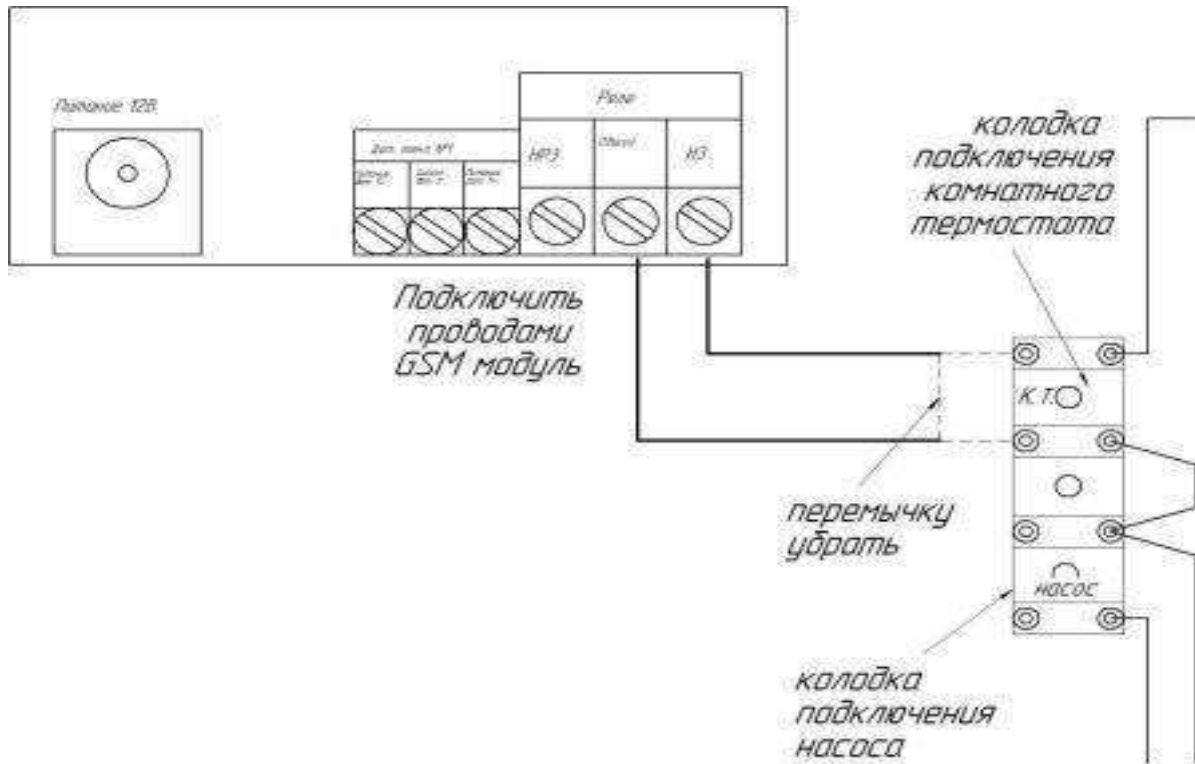 Питание 12В
Реле
НРЗ
Общий
НЗ
колодка
подключения
комнатного
термостата
Подключить
проводами
GSM модуль
К.Т.
перемычку
убрать
насос
колодка
подключения
насоса